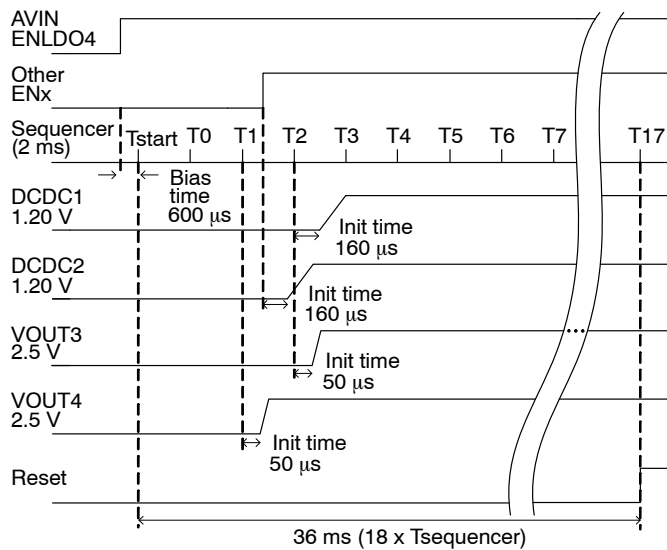 AVIN
ENLDO4
Other
ENx
Sequencer
(2 ms)
Tstart T0 T1 T2 T3 T4 T5 T6 T7 T17
Bias
time
600 μs
DCDC1
1.20 V
Init time
160 μs
DCDC2
1.20 V
Init time
160 μs
VOUT3
2.5 V
Init time
50 μs
VOUT4
2.5 V
Init time
50 μs
Reset
36 ms (18 x Tsequencer)